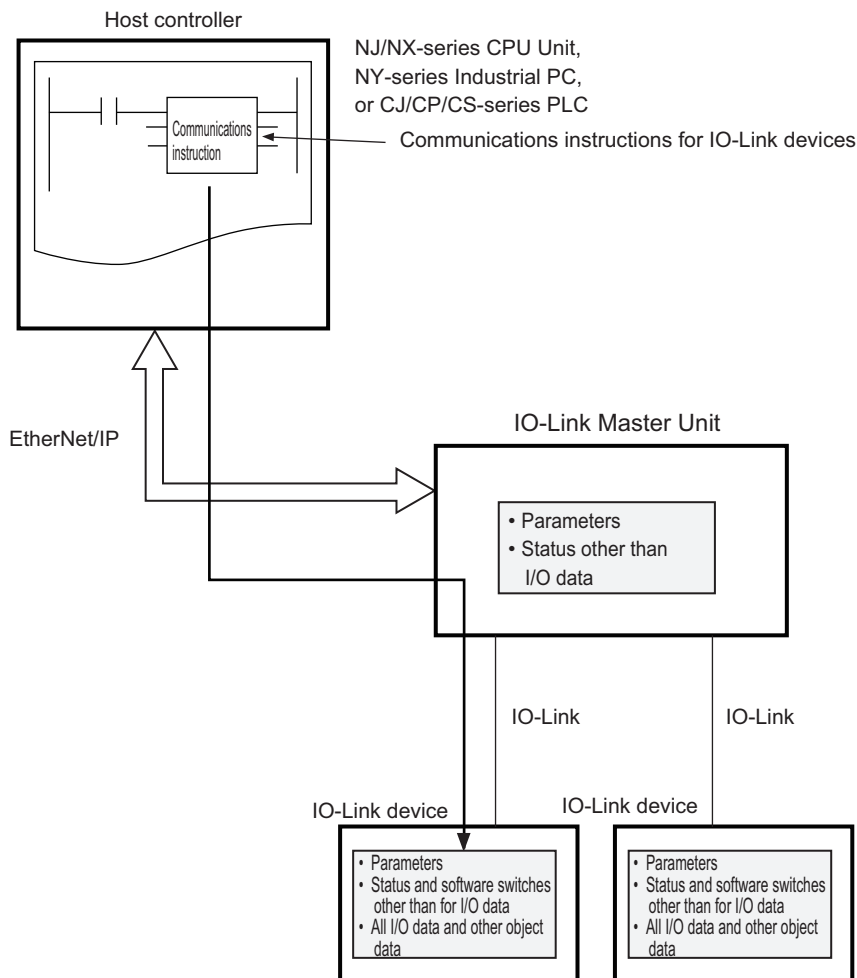 Host controller
NJ/NX-series CPU Unit,
NY-series Industrial PC,
or CJ/CP/CS-series PLC
Communications
instruction
Communications instructions for IO-Link devices
EtherNet/IP
IO-Link Master Unit
• Parameters
• Status other than
I/O data
IO-Link
IO-Link
IO-Link device
• Parameters
• Status and software switches
other than for I/O data
• All I/O data and other object
data
IO-Link device
• Parameters
• Status and software switches
other than for I/O data
• All I/O data and other object
data